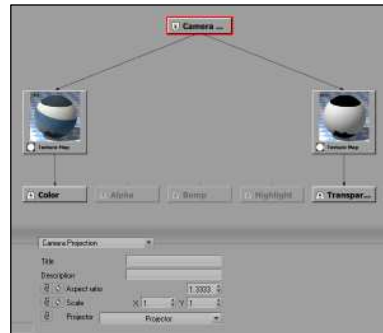 Camera ...
Texture Map
Texture Map
Color
Alpha
Bump
Highlight
Transpar...
Camera Projection
Title
Description
Aspect ratio
1.3333
Scale
X 1
Y 1
Projector
Projector